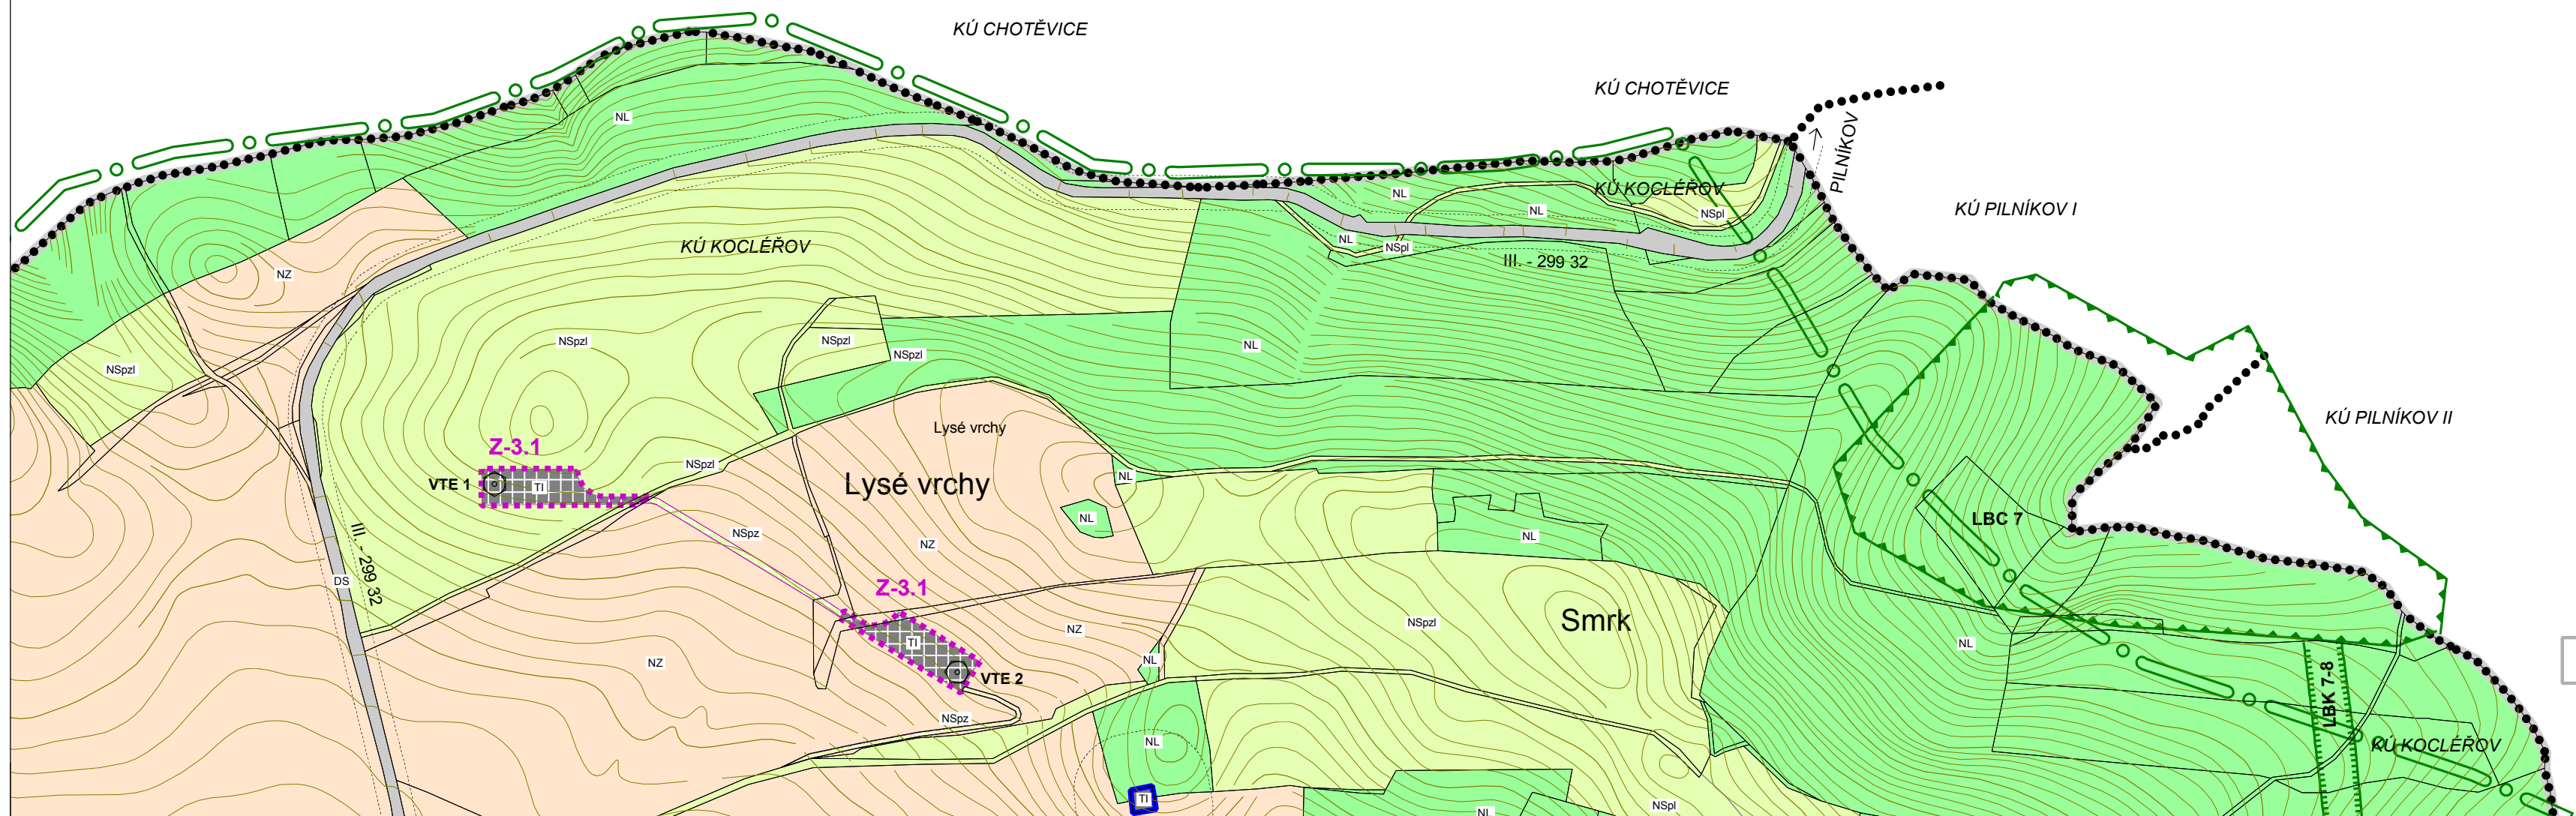 KÚ CHOTĚVICE
KÚ CHOTĚVICE
NL
PILNÍKOV
KÚ KOCLÉŘOV
NL
NL
NSpl
KÚ PILNÍKOV I
NL
NSpl
KÚ KOCLÉŘOV
III. - 299 32
NZ
NSpzl
NSpzl
NSpzl
NL
NSpzl
KÚ PILNÍKOV II
Lysé vrchy
Z-3.1
NSpzl
NL
VTE 1
TI
Lysé vrchy
NL
LBC 7
NSpz
NZ
NL
III. - 299 32
DS
Z-3.1
Smrk
NSpzl
NZ
TI
NL
NZ
NL
VTE 2
LBK 7-8
NSpz
NL
KÚ KOCLÉŘOV
TI
NSpl
NL